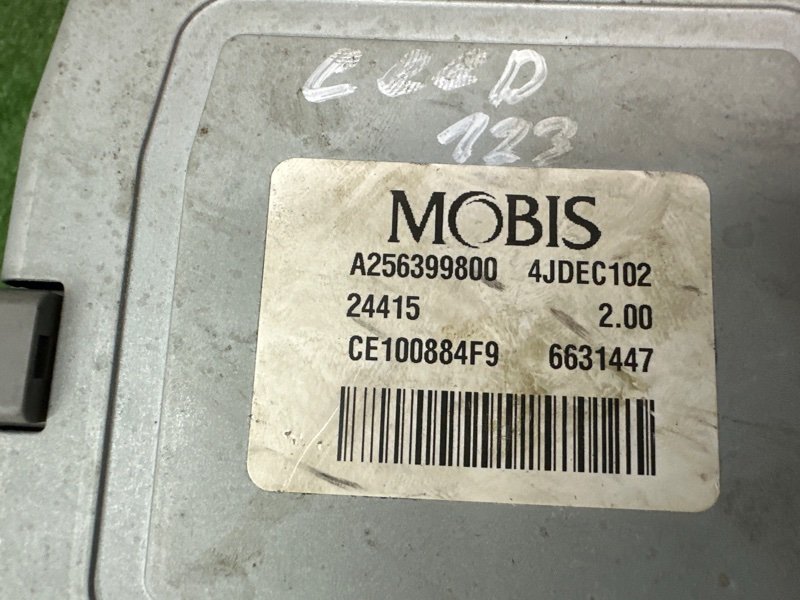 CEED
123
MOBIS
A256399800 4JDEC102
24415 2.00
CE100884F9 6631447